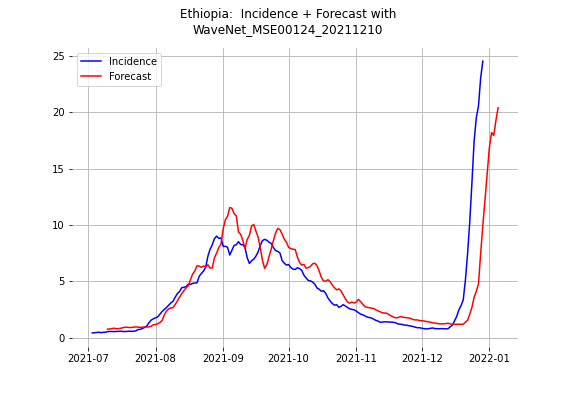 Ethiopia:  Incidence + Forecast with
WaveNet_MSE00124_20211210
Incidence
Forecast
25
20
15
10
5
0
2021-07 2021-08 2021-09 2021-10 2021-11 2021-12 2022-01